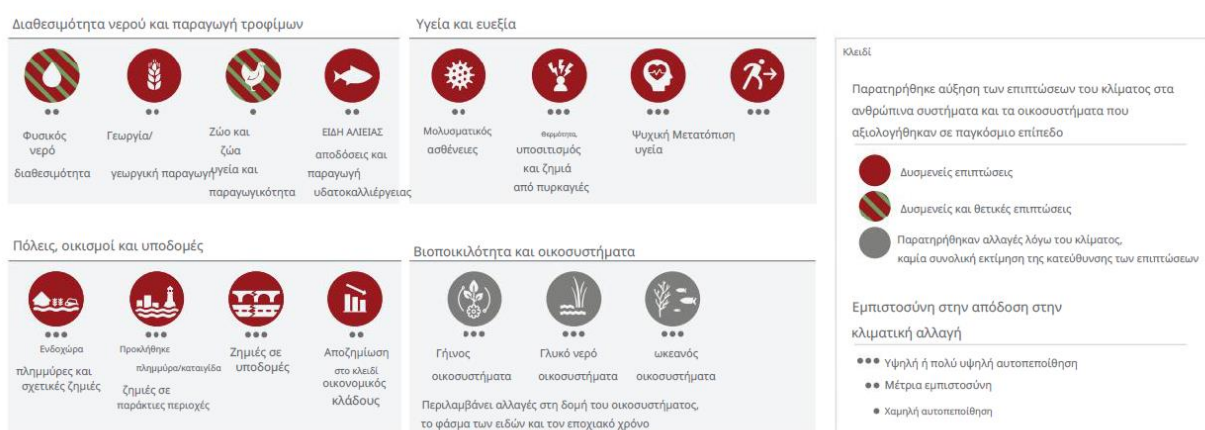 Διαθεσιμότητα νερού και παραγωγή τροφίμων
Φυσικός
νερό
διαθεσιμότητα
Γεωργία/
γεωργική παραγωγή
Ζώο και
ζώα
υγεία και
παραγωγικότητα
ΕΙΔΗ ΑΛΙΕΙΑΣ
αποδόσεις και
παραγωγή
υδατοκαλλιέργειας
Υγεία και ευεξία
Μολυσματικός
ασθένειες
Θερμότητα,
υποσιτισμός
και ζημιά
από πυρκαγιές
Ψυχική Μετατόπιση
υγεία
Πόλεις, οικισμοί και υποδομές
Ενδοχώρα
πλημμύρες και
σχετικές ζημιές
Προκλήθηκε
πλημμύρα/καταιγίδα
ζημιές σε
παράκτιες περιοχές
Ζημιές σε
υποδομές
Αποζημίωση
στο κλειδί
οικονομικός
κλάδους
Βιοποικιλότητα και οικοσυστήματα
Γήινος
οικοσυστήματα
Γλυκό νερό
οικοσυστήματα
ωκεανός
οικοσυστήματα
Περιλαμβάνει αλλαγές στη δομή του οικοσυστήματος,
το φάσμα των ειδών και τον εποχιακό χρόνο
Κλειδί
Παρατηρήθηκε αύξηση των επιπτώσεων του κλίματος στα
ανθρώπινα συστήματα και τα οικοσυστήματα που
αξιολογήθηκαν σε παγκόσμιο επίπεδο
Δυσμενείς επιπτώσεις
Δυσμενείς και θετικές επιπτώσεις
Παρατηρήθηκαν αλλαγές λόγω του κλίματος,
καμία συνολική εκτίμηση της κατεύθυνσης των επιπτώσεων
Εμπιστοσύνη στην απόδοση στην
κλιματική αλλαγή
Υψηλή ή πολύ υψηλή αυτοπεποίθηση
Μέτρια εμπιστοσύνη
Χαμηλή αυτοπεποίθηση